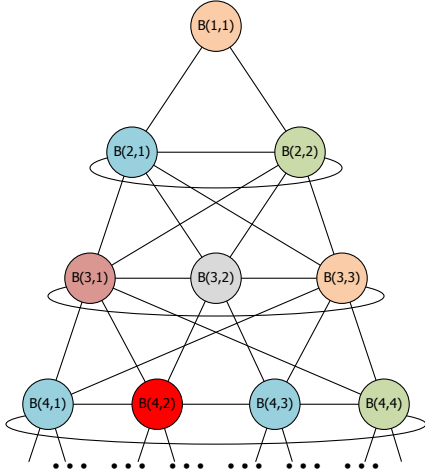 B(1,1)
B(2,1) B(2,2)
B(3,1) B(3,2) B(3,3)
B(4,1) B(4,2) B(4,3) B(4,4)